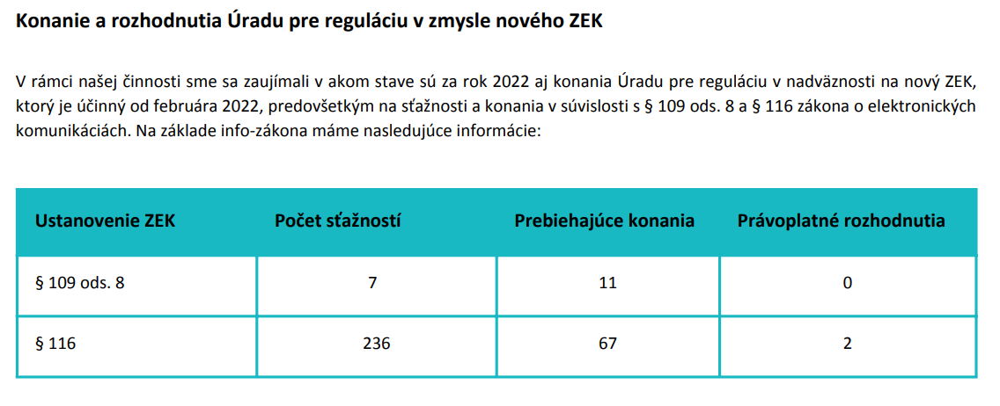 Konanie a rozhodnutia Úradu pre reguláciu v zmysle nového ZEK
V rámci našej činnosti sme sa zaujímali v akom stave sú za rok 2022 aj konania Úradu pre reguláciu v nadväznosti na nový ZEK,
ktorý je účinný od februára 2022, predovšetkým na sťažnosti a konania v súvislosti s § 109 ods. 8 a § 116 zákona o elektronických
komunikáciách. Na základe info-zákona máme nasledujúce informácie:
Ustanovenie ZEK Počet sťažností Prebiehajúce konania Právoplatné rozhodnutia
§ 109 ods. 8 7 11 0
§ 116 236 67 2